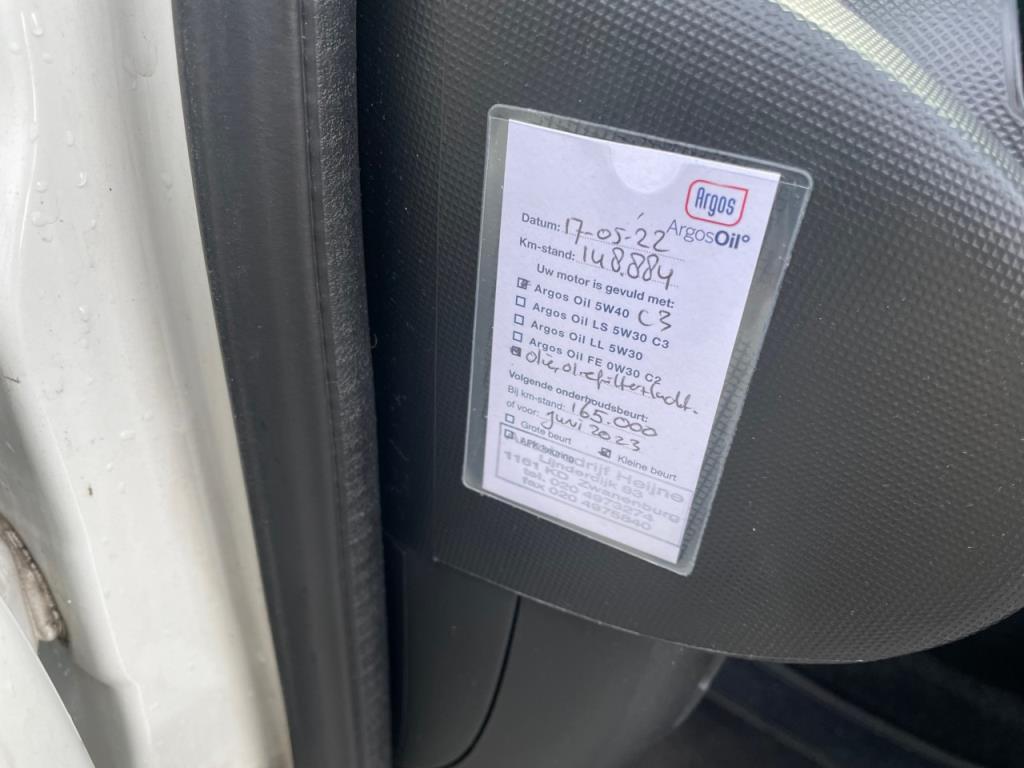 Argos
ArgosOil°
Datum: 17-05-22
Km-stand: 148.884
Uw motor is gevuld met:
Argos Oil 5W40 C3
Argos Oil LS 5W30 C3
Argos Oil LL 5W30
Argos Oil FE 0W30 C2
olie, oliefilter
Volgende onderhoudsbeurt:
Bij km-stand: 165.000
of voor: juni 2023
Grote beurt Kleine beurt
Heijne
Lijnderdijk 83
1161 KD Zwanenburg
tel. 020 4973274
fax 020 4975840